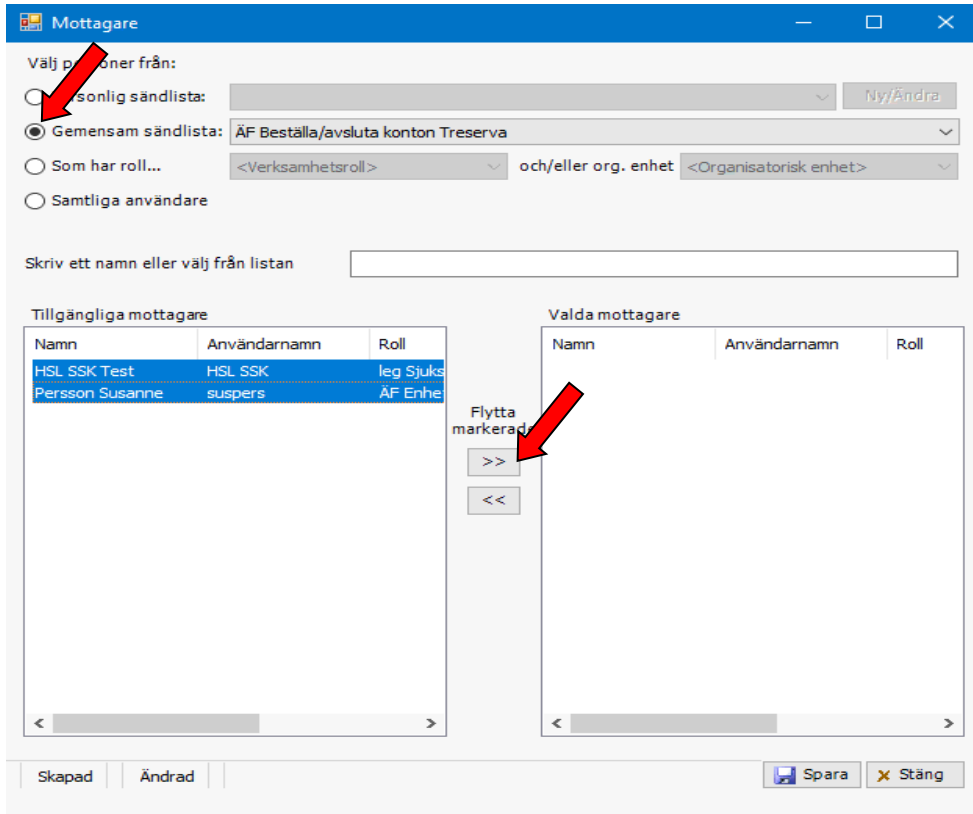 Mottagare
Välj personer från:
Personlig sändlista: Ny/Ändra
Gemensam sändlista: ÄF Beställa/avsluta konton Treserva
Som har roll... <Verksamhetsroll> och/eller org. enhet <Organisatorisk enhet>
Samtliga användare
Skriv ett namn eller välj från listan
Tillgängliga mottagare Valda mottagare
Namn Användarnamn Roll Namn Användarnamn Roll
HSL SSK Test HSL SSK leg Sjuks
Persson Susanne suspers ÄF Enhe
Flytta
markerade
>>
<<
Skapad Ändrad Spara Stäng